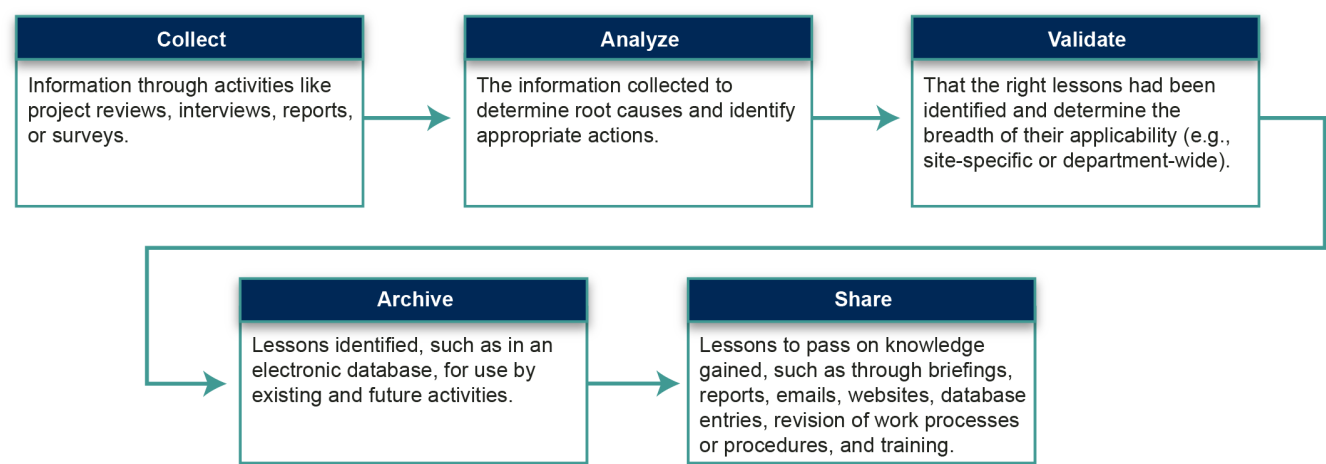 Collect
Information through activities like
project reviews, interviews, reports,
or surveys.
Analyze
The information collected to
determine root causes and identify
appropriate actions.
Validate
That the right lessons had been
identified and determine the
breadth of their applicability (e.g.,
site-specific or department-wide).
Archive
Lessons identified, such as in an
electronic database, for use by
existing and future activities.
Share
Lessons to pass on knowledge
gained, such as through briefings,
reports, emails, websites, database
entries, revision of work processes
or procedures, and training.